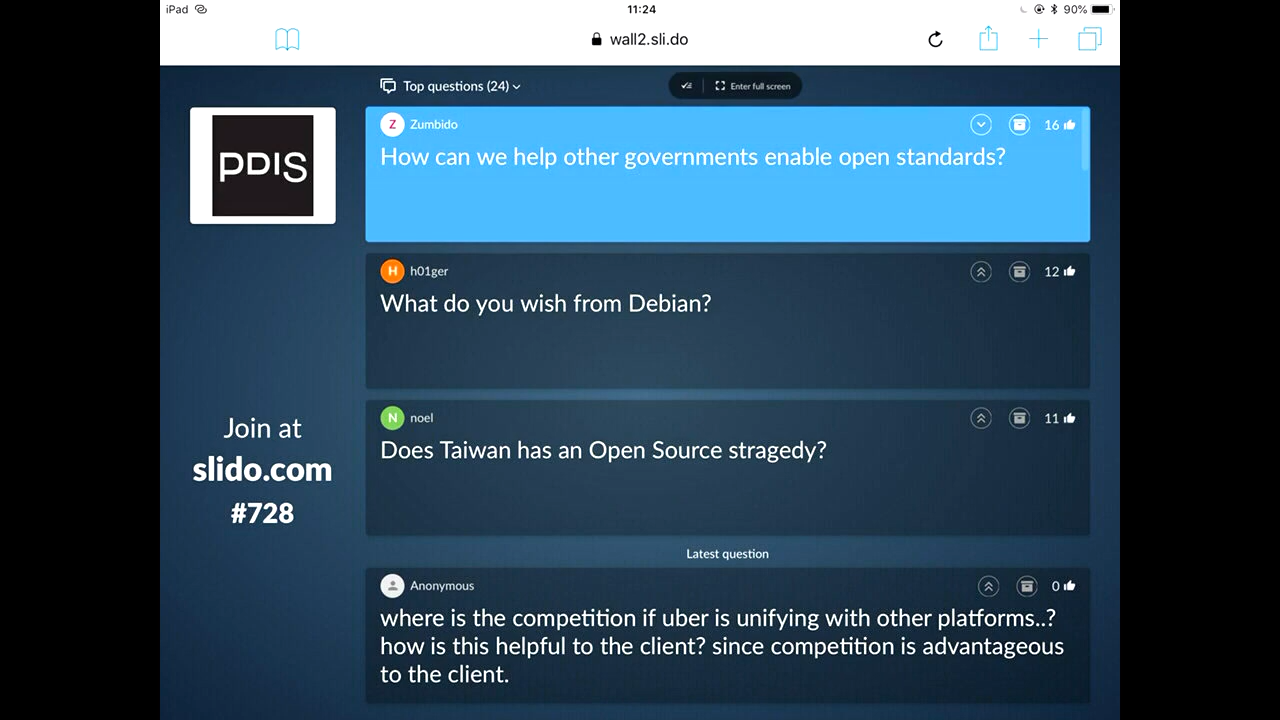 iPad
11:24
90%
wall2.sli.do
Top questions (24)
Enter full screen
PDIS
Z Zumbido
16
How can we help other governments enable open standards?
H h01ger
12
What do you wish from Debian?
N noel
11
Does Taiwan has an Open Source stragedy?
Join at
slido.com
#728
Latest question
Anonymous
0
where is the competition if uber is unifying with other platforms..?
how is this helpful to the client? since competition is advantageous
to the client.